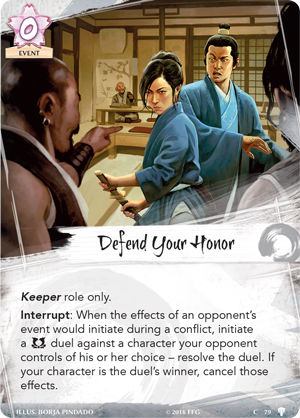 0
EVENT
Defend Your Honor
Keeper role only.
Interrupt: When the effects of an opponent's
event would initiate during a conflict, initiate
a duel against a character your opponent
controls of his or her choice – resolve the duel. If
your character is the duel's winner, cancel those
effects.
ILLUS. BORJA PINDADO © 2018 FFG C 79